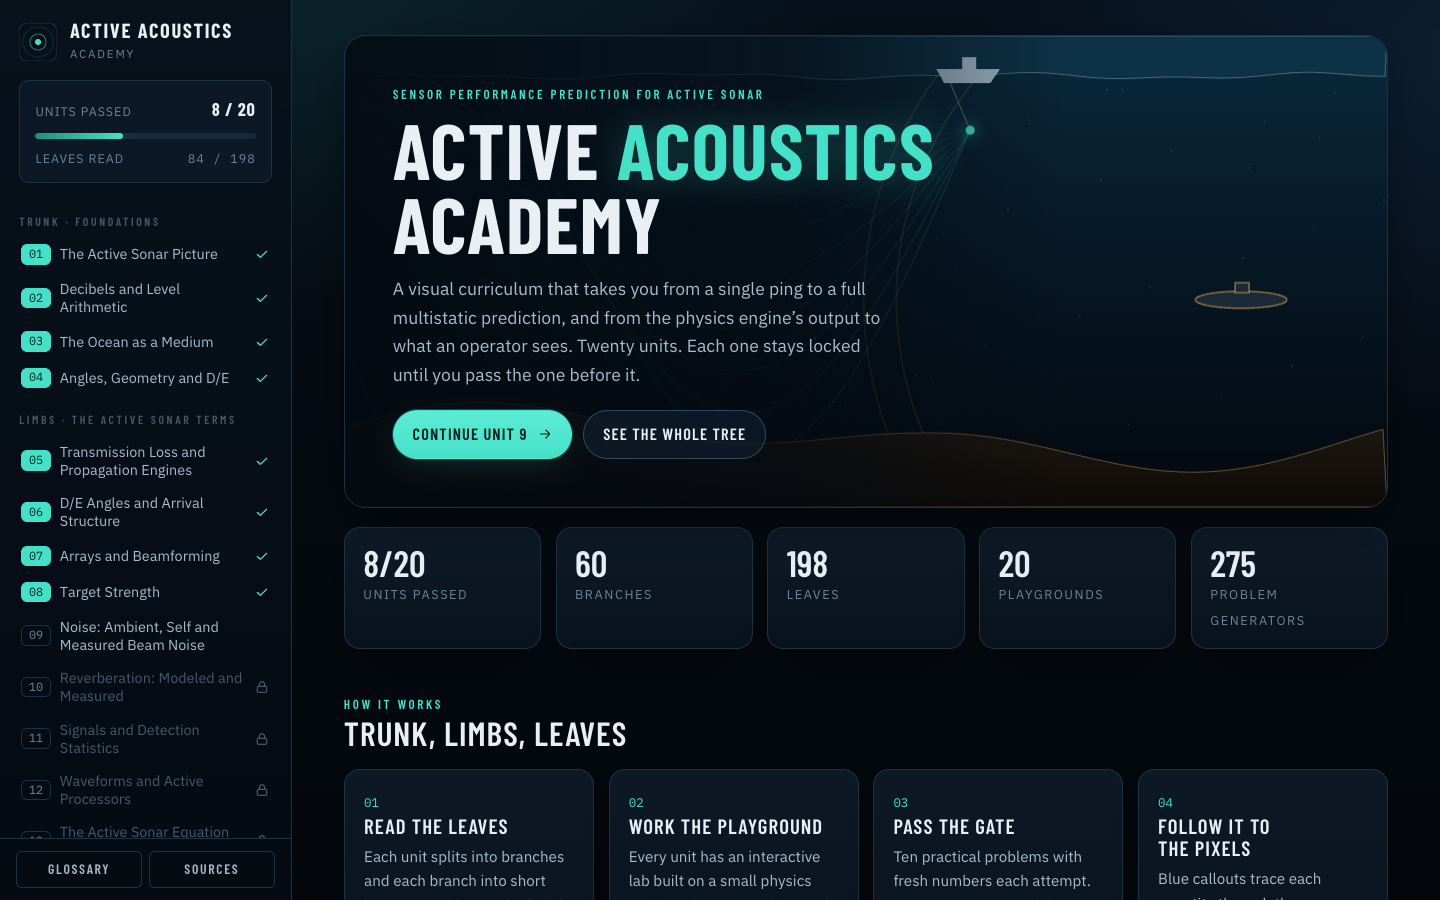 ACTIVE ACOUSTICS
ACADEMY
UNITS PASSED 8 / 20
LEAVES READ 84 / 198
TRUNK · FOUNDATIONS
01 The Active Sonar Picture
02 Decibels and Level
Arithmetic
03 The Ocean as a Medium
04 Angles, Geometry and D/E
LIMBS · THE ACTIVE SONAR TERMS
05 Transmission Loss and
Propagation Engines
06 D/E Angles and Arrival
Structure
07 Arrays and Beamforming
08 Target Strength
09 Noise: Ambient, Self and
Measured Beam Noise
10 Reverberation: Modeled and
Measured
11 Signals and Detection
Statistics
12 Waveforms and Active
Processors
The Active Sonar Equation
GLOSSARY
SOURCES
SENSOR PERFORMANCE PREDICTION FOR ACTIVE SONAR
ACTIVE ACOUSTICS
ACADEMY
A visual curriculum that takes you from a single ping to a full
multistatic prediction, and from the physics engine’s output to
what an operator sees. Twenty units. Each one stays locked
until you pass the one before it.
CONTINUE UNIT 9 →
SEE THE WHOLE TREE
8/20
UNITS PASSED
60
BRANCHES
198
LEAVES
20
PLAYGROUNDS
275
PROBLEM
GENERATORS
HOW IT WORKS
TRUNK, LIMBS, LEAVES
01
READ THE LEAVES
Each unit splits into branches
and each branch into short
02
WORK THE PLAYGROUND
Every unit has an interactive
lab built on a small physics
03
PASS THE GATE
Ten practical problems with
fresh numbers each attempt.
04
FOLLOW IT TO
THE PIXELS
Blue callouts trace each